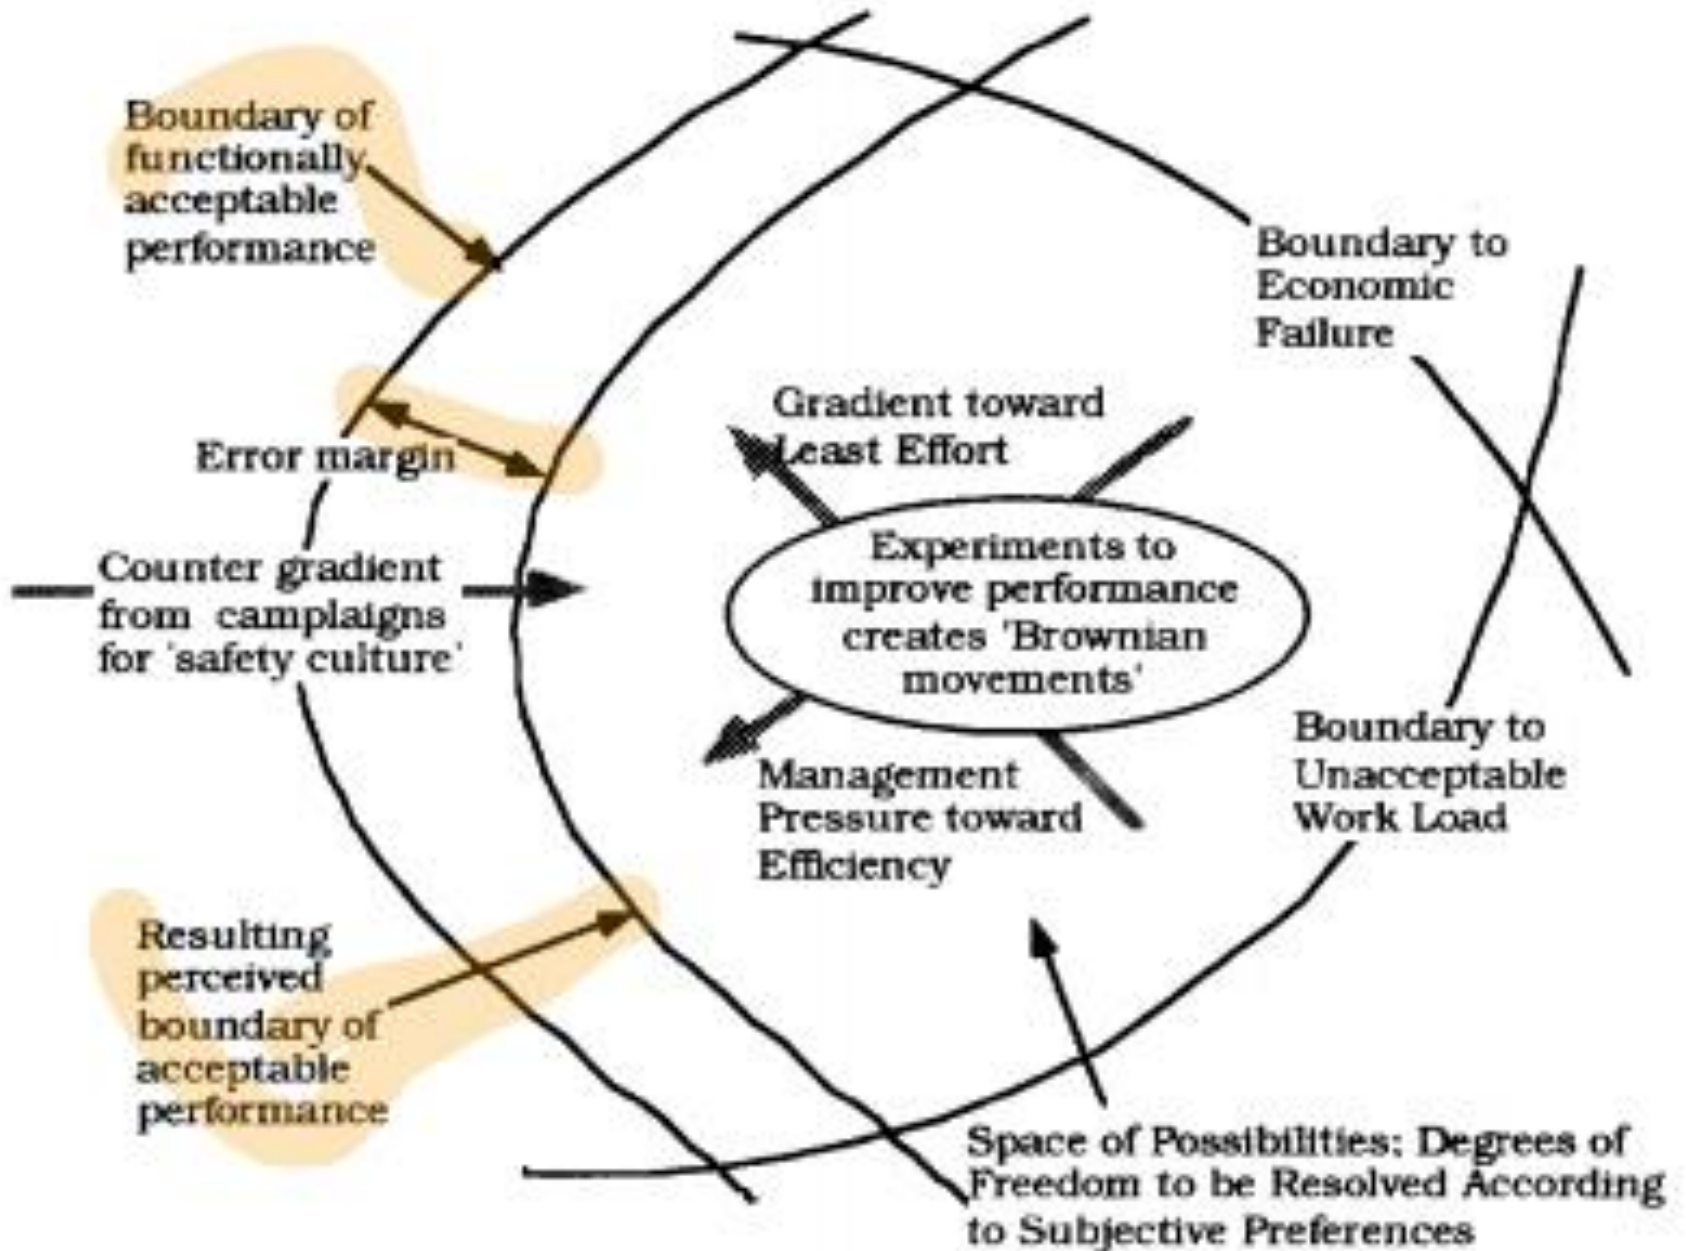 Boundary of
functionally
acceptable
performance
Boundary to
Economic
Failure
Gradient toward
Least Effort
Error margin
Experiments to
improve performance
creates 'Brownian
movements'
Counter gradient
from camplaigns
for 'safety culture'
Boundary to
Unacceptable
Work Load
Management
Pressure toward
Efficiency
Resulting
perceived
boundary of
acceptable
performance
Space of Possibilities; Degrees of
Freedom to be Resolved According
to Subjective Preferences